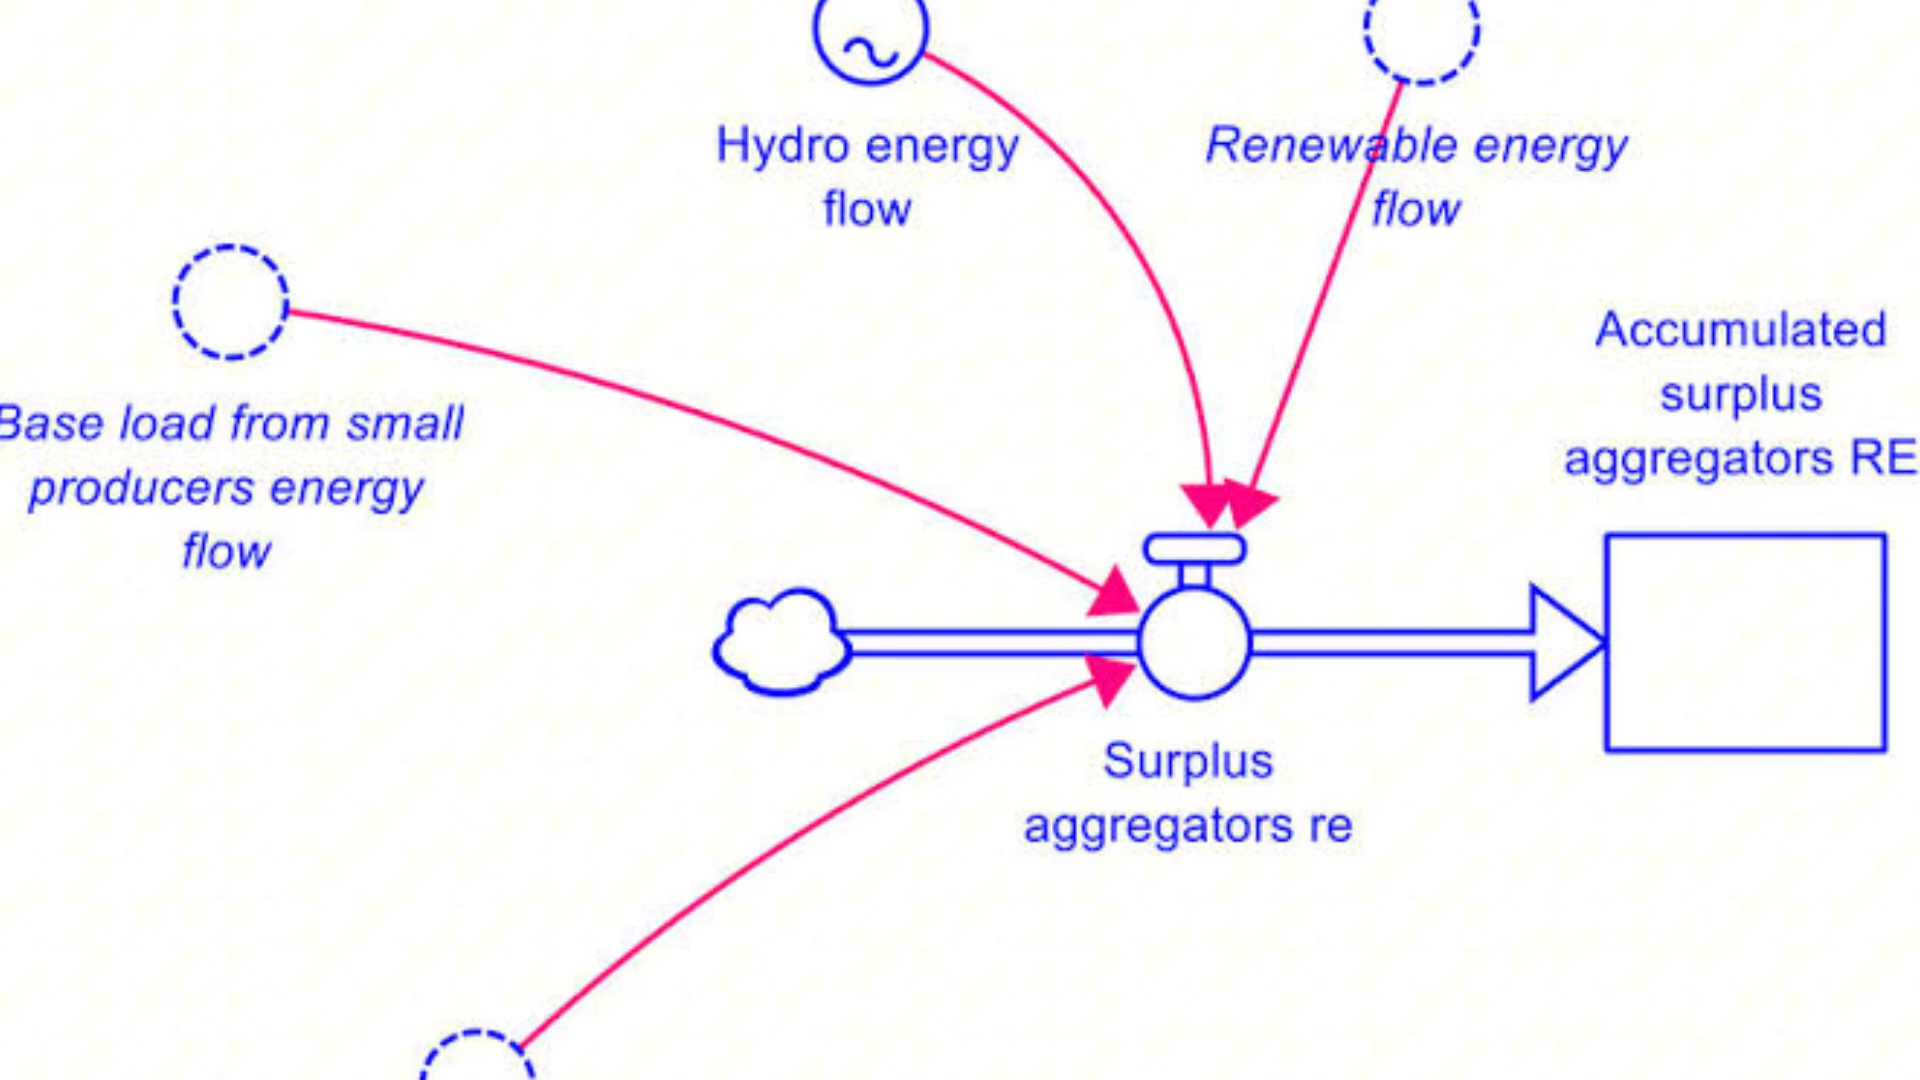 Hydro energy
flow
Renewable energy
flow
Base load from small
producers energy
flow
Accumulated
surplus
aggregators RE
Surplus
aggregators re